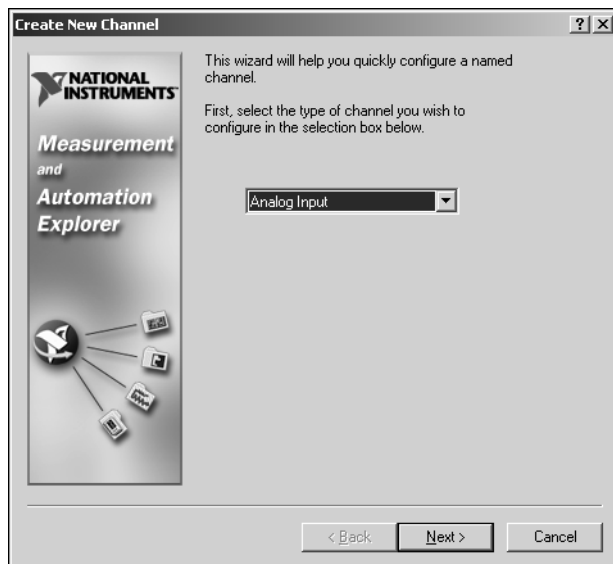 Create New Channel
NATIONAL
INSTRUMENTS™
Measurement
and
Automation
Explorer
This wizard will help you quickly configure a named
channel.
First, select the type of channel you wish to
configure in the selection box below.
Analog Input
< Back
Next >
Cancel